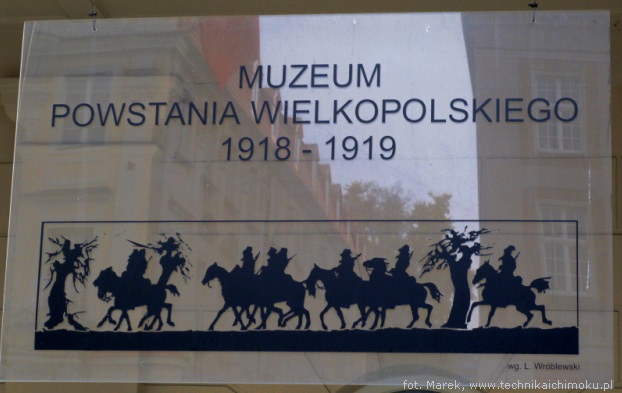 MUZEUM
POWSTANIA WIELKOPOLSKIEGO
1918 - 1919
wg. L. Wróblewski
fot. Marek, www.technikaichimoku.pl